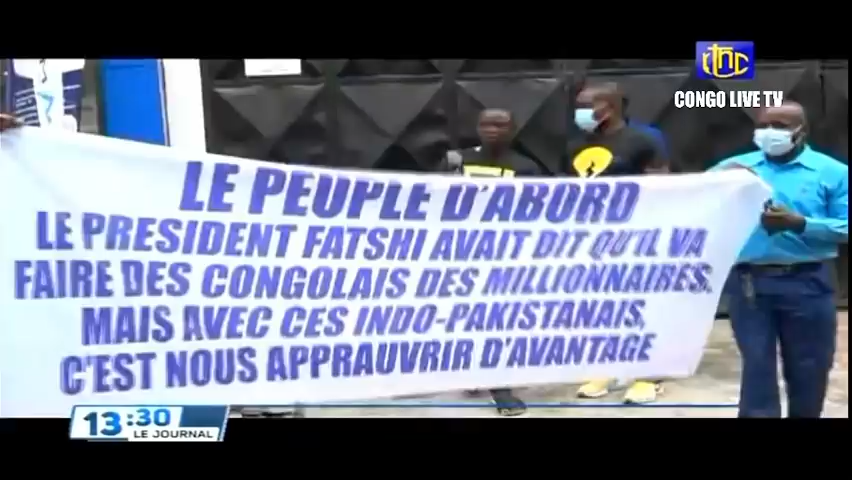 rtnc
CONGO LIVE TV
LE PEUPLE D'ABORD
LE PRESIDENT FATSHI AVAIT DIT QU'IL VA
FAIRE DES CONGOLAIS DES MILLIONNAIRES,
MAIS AVEC CES INDO-PAKISTANAIS,
C'EST NOUS APPRAUVRIR D'AVANTAGE
13:30
LE JOURNAL